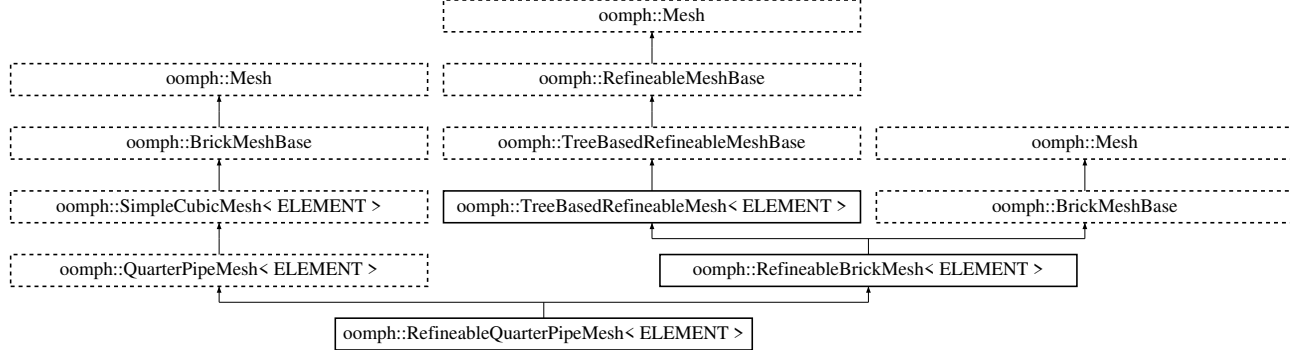 oomph::Mesh
oomph::Mesh
oomph::RefineableMeshBase
oomph::BrickMeshBase
oomph::TreeBasedRefineableMeshBase
oomph::Mesh
oomph::SimpleCubicMesh< ELEMENT >
oomph::TreeBasedRefineableMesh< ELEMENT >
oomph::BrickMeshBase
oomph::QuarterPipeMesh< ELEMENT >
oomph::RefineableBrickMesh< ELEMENT >
oomph::RefineableQuarterPipeMesh< ELEMENT >